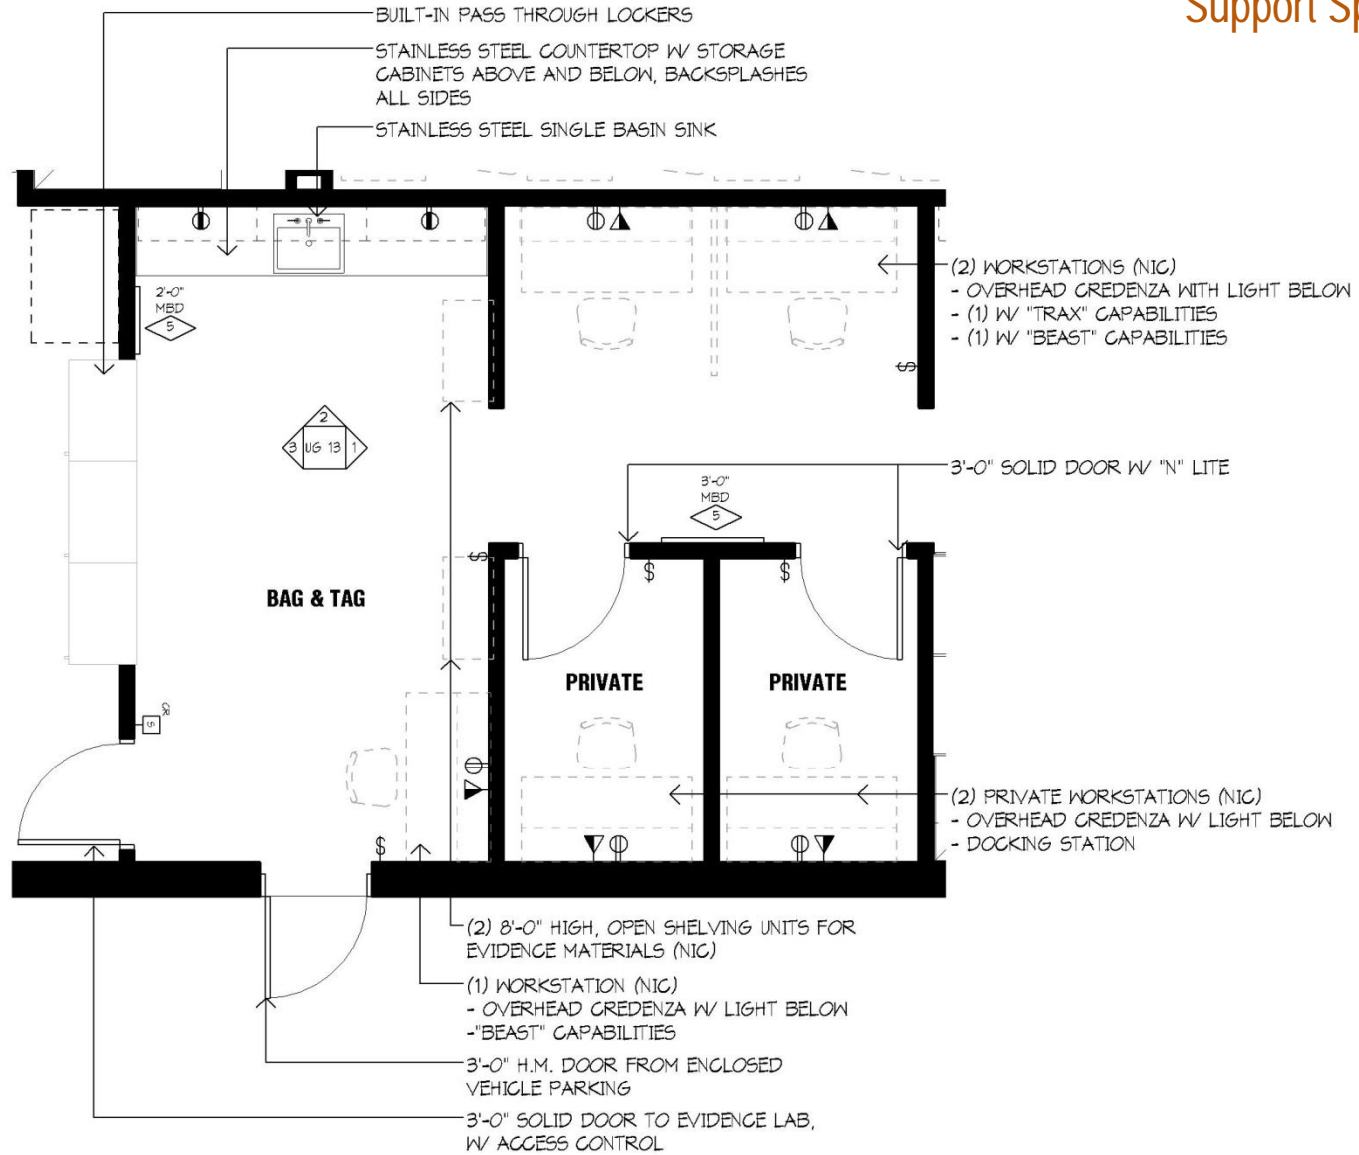 Support Sp
BUILT-IN PASS THROUGH LOCKERS
STAINLESS STEEL COUNTERTOP W/ STORAGE
CABINETS ABOVE AND BELOW, BACKSPLASHES
ALL SIDES
STAINLESS STEEL SINGLE BASIN SINK
2'-0"
MBD
5
(2) WORKSTATIONS (NIC)
- OVERHEAD CREDENZA WITH LIGHT BELOW
- (1) W/ "TRAX" CAPABILITIES
- (1) W/ "BEAST" CAPABILITIES
$
2
3 UG 13 1
3'-0" SOLID DOOR W/ "N" LITE
3'-0"
MBD
5
$
$ $
BAG & TAG
PRIVATE PRIVATE
CR
5
(2) PRIVATE WORKSTATIONS (NIC)
- OVERHEAD CREDENZA W/ LIGHT BELOW
- DOCKING STATION
$
(2) 8'-0" HIGH, OPEN SHELVING UNITS FOR
EVIDENCE MATERIALS (NIC)
(1) WORKSTATION (NIC)
- OVERHEAD CREDENZA W/ LIGHT BELOW
-"BEAST" CAPABILITIES
3'-0" H.M. DOOR FROM ENCLOSED
VEHICLE PARKING
3'-0" SOLID DOOR TO EVIDENCE LAB,
W/ ACCESS CONTROL